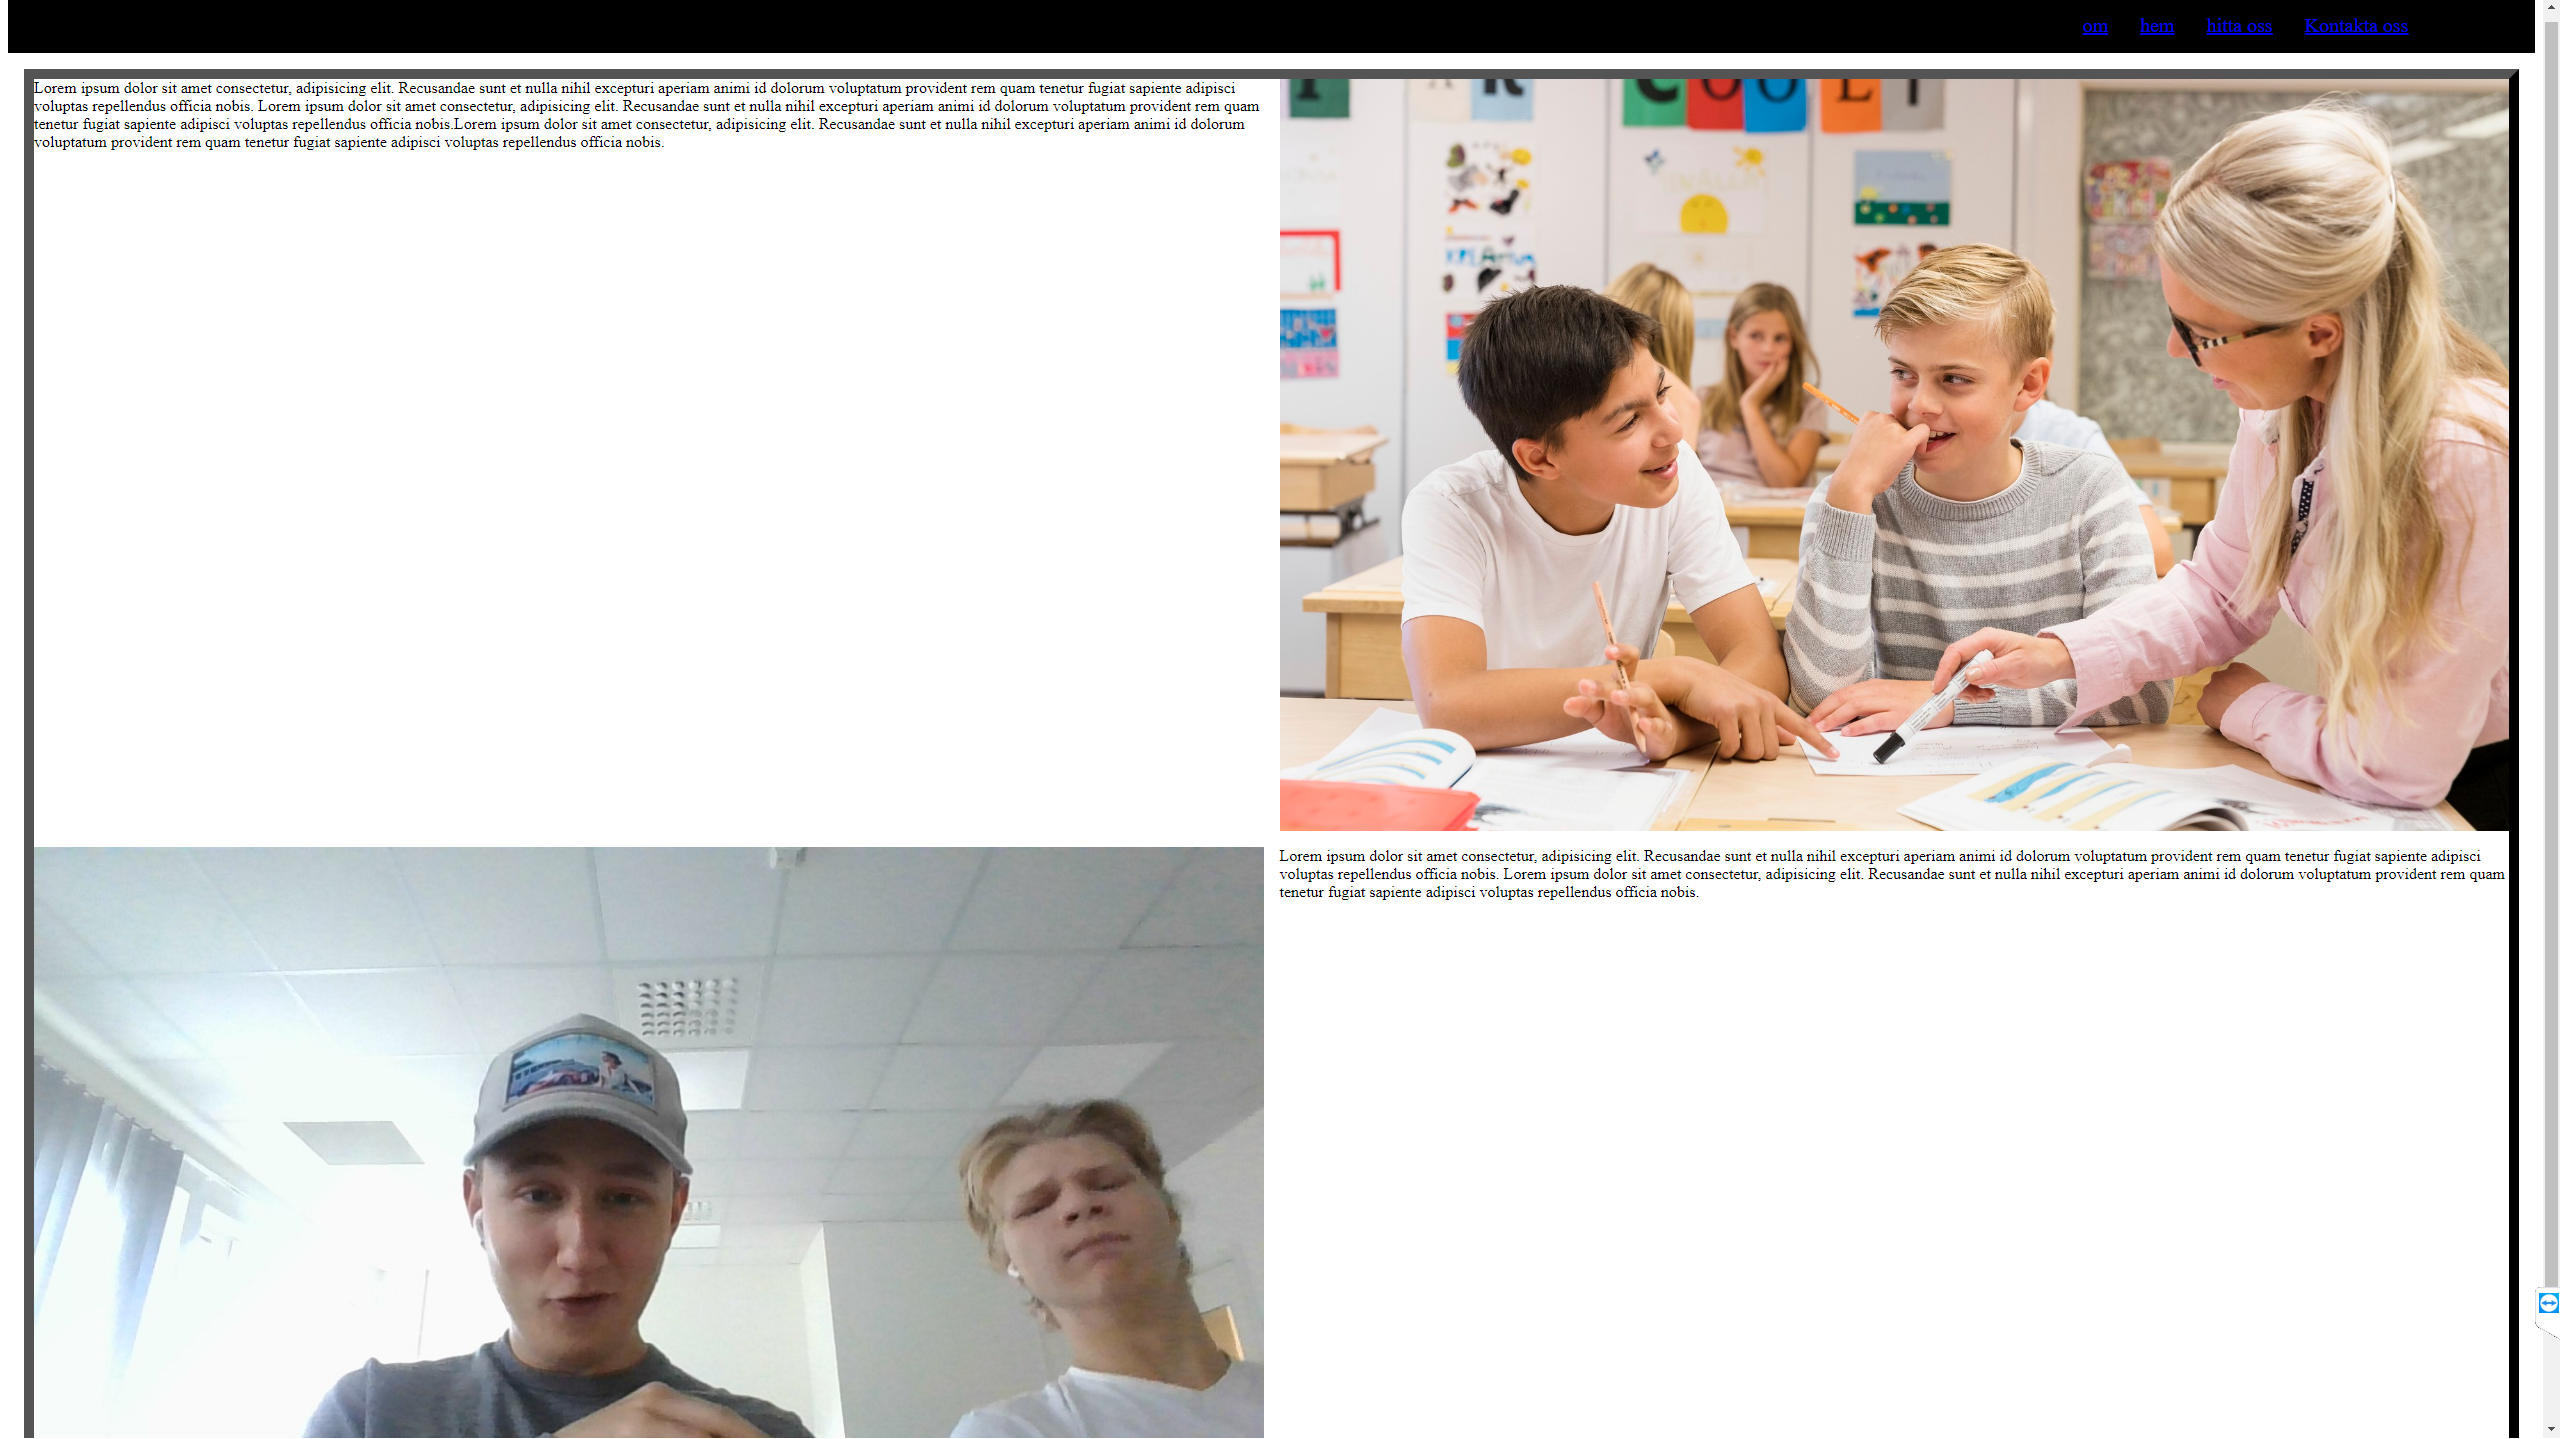 om hem hitta oss Kontakta oss
Lorem ipsum dolor sit amet consectetur, adipisicing elit. Recusandae sunt et nulla nihil excepturi aperiam animi id dolorum voluptatum provident rem quam tenetur fugiat sapiente adipisci
voluptas repellendus officia nobis. Lorem ipsum dolor sit amet consectetur, adipisicing elit. Recusandae sunt et nulla nihil excepturi aperiam animi id dolorum voluptatum provident rem quam
tenetur fugiat sapiente adipisci voluptas repellendus officia nobis.Lorem ipsum dolor sit amet consectetur, adipisicing elit. Recusandae sunt et nulla nihil excepturi aperiam animi id dolorum
voluptatum provident rem quam tenetur fugiat sapiente adipisci voluptas repellendus officia nobis.
Lorem ipsum dolor sit amet consectetur, adipisicing elit. Recusandae sunt et nulla nihil excepturi aperiam animi id dolorum voluptatum provident rem quam tenetur fugiat sapiente adipisci
voluptas repellendus officia nobis. Lorem ipsum dolor sit amet consectetur, adipisicing elit. Recusandae sunt et nulla nihil excepturi aperiam animi id dolorum voluptatum provident rem quam
tenetur fugiat sapiente adipisci voluptas repellendus officia nobis.